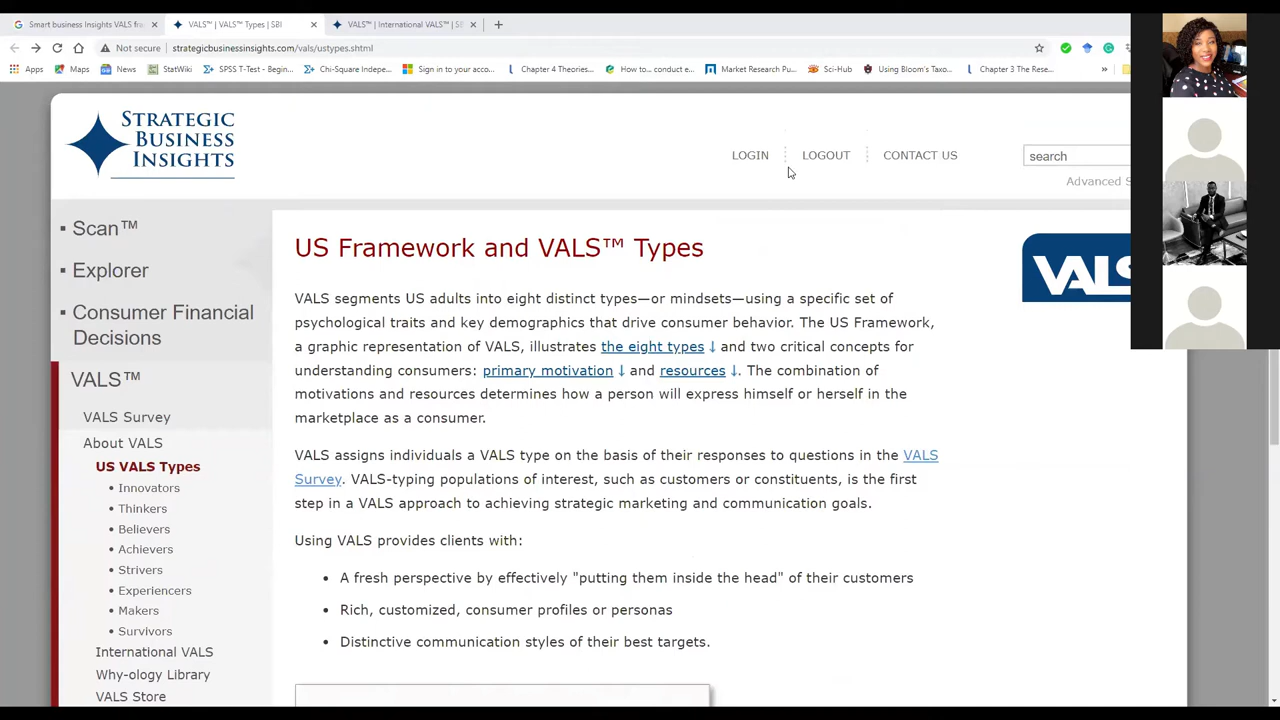 Smart business Insights VALS fra
VALS™ | VALS™ Types | SBI
VALS™ | International VALS™ | SB
Not secure
strategicbusinessinsights.com/vals/ustypes.shtml
Apps
Maps
News
StatWiki
SPSS T-Test - Begin...
Chi-Square Indepe...
Sign in to your acco...
Chapter 4 Theories...
How to... conduct e...
Market Research Pu...
Sci-Hub
Using Bloom's Taxo...
Chapter 3 The Rese...
»
STRATEGIC
BUSINESS
INSIGHTS
LOGIN
LOGOUT
CONTACT US
search
Advanced S
Scan™
Explorer
Consumer Financial
Decisions
VALS™
VALS Survey
About VALS
US VALS Types
• Innovators
• Thinkers
• Believers
• Achievers
• Strivers
• Experiencers
• Makers
• Survivors
International VALS
Why-ology Library
VALS Store
US Framework and VALS™ Types
VALS
VALS segments US adults into eight distinct types—or mindsets—using a specific set of
psychological traits and key demographics that drive consumer behavior. The US Framework,
a graphic representation of VALS, illustrates the eight types ↓ and two critical concepts for
understanding consumers: primary motivation ↓ and resources ↓. The combination of
motivations and resources determines how a person will express himself or herself in the
marketplace as a consumer.
VALS assigns individuals a VALS type on the basis of their responses to questions in the VALS
Survey. VALS-typing populations of interest, such as customers or constituents, is the first
step in a VALS approach to achieving strategic marketing and communication goals.
Using VALS provides clients with:
• A fresh perspective by effectively "putting them inside the head" of their customers
• Rich, customized, consumer profiles or personas
• Distinctive communication styles of their best targets.